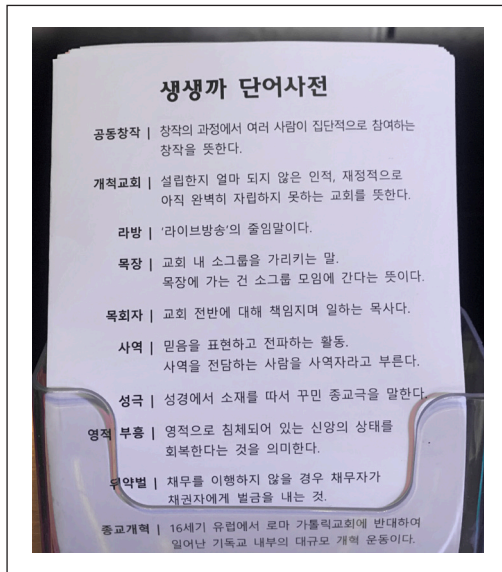 생생까 단어사전
공동창작 | 창작의 과정에서 여러 사람이 집단적으로 참여하는
창작을 뜻한다.
개척교회 | 설립한지 얼마 되지 않은 인적, 재정적으로
아직 완벽히 자립하지 못하는 교회를 뜻한다.
라방 | '라이브방송'의 줄임말이다.
목장 | 교회 내 소그룹을 가리키는 말.
목장에 가는 건 소그룹 모임에 간다는 뜻이다.
목회자 | 교회 전반에 대해 책임지며 일하는 목사다.
사역 | 믿음을 표현하고 전파하는 활동.
사역을 전담하는 사람을 사역자라고 부른다.
성극 | 성경에서 소재를 따서 꾸민 종교극을 말한다.
영적 부흥 | 영적으로 침체되어 있는 신앙의 상태를
회복한다는 것을 의미한다.
위약벌 | 채무를 이행하지 않을 경우 채무자가
채권자에게 벌금을 내는 것.
종교개혁 | 16세기 유럽에서 로마 가톨릭교회에 반대하여
일어난 기독교 내부의 대규모 개혁 운동이다.